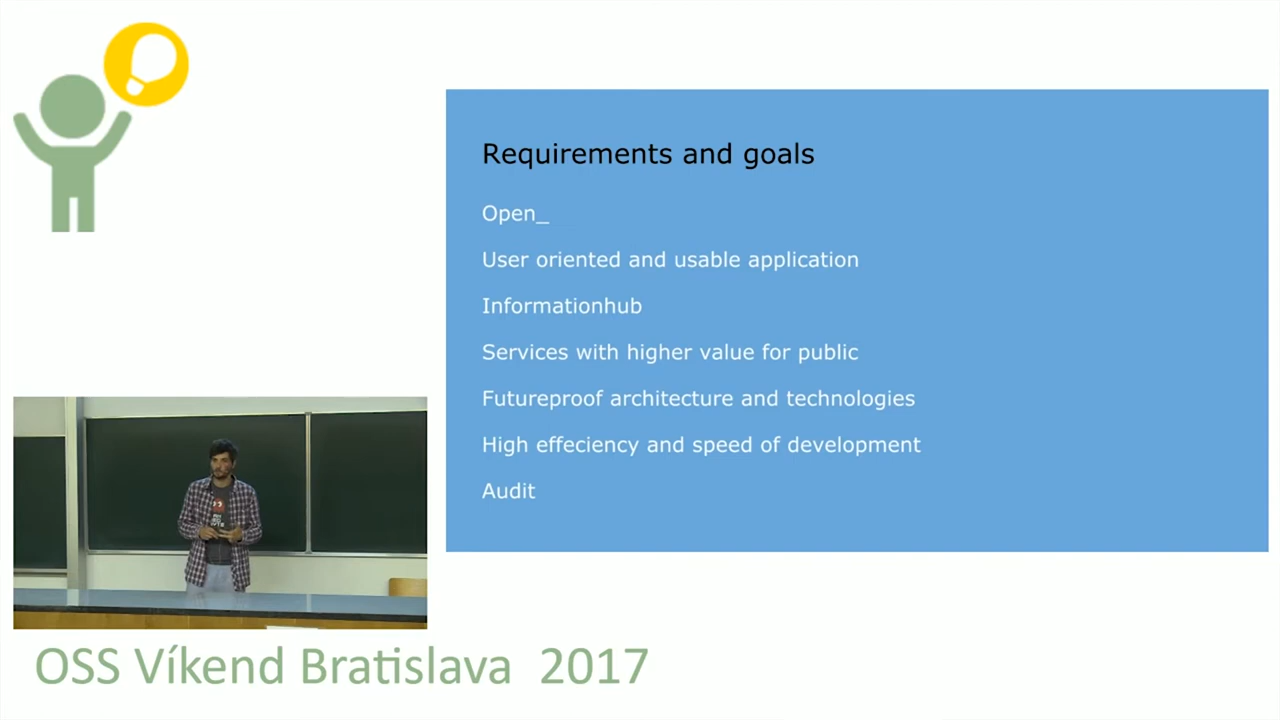 Requirements and goals
Open_
User oriented and usable application
Informationhub
Services with higher value for public
Futureproof architecture and technologies
High effeciency and speed of development
Audit
OSS Víkend Bratislava 2017